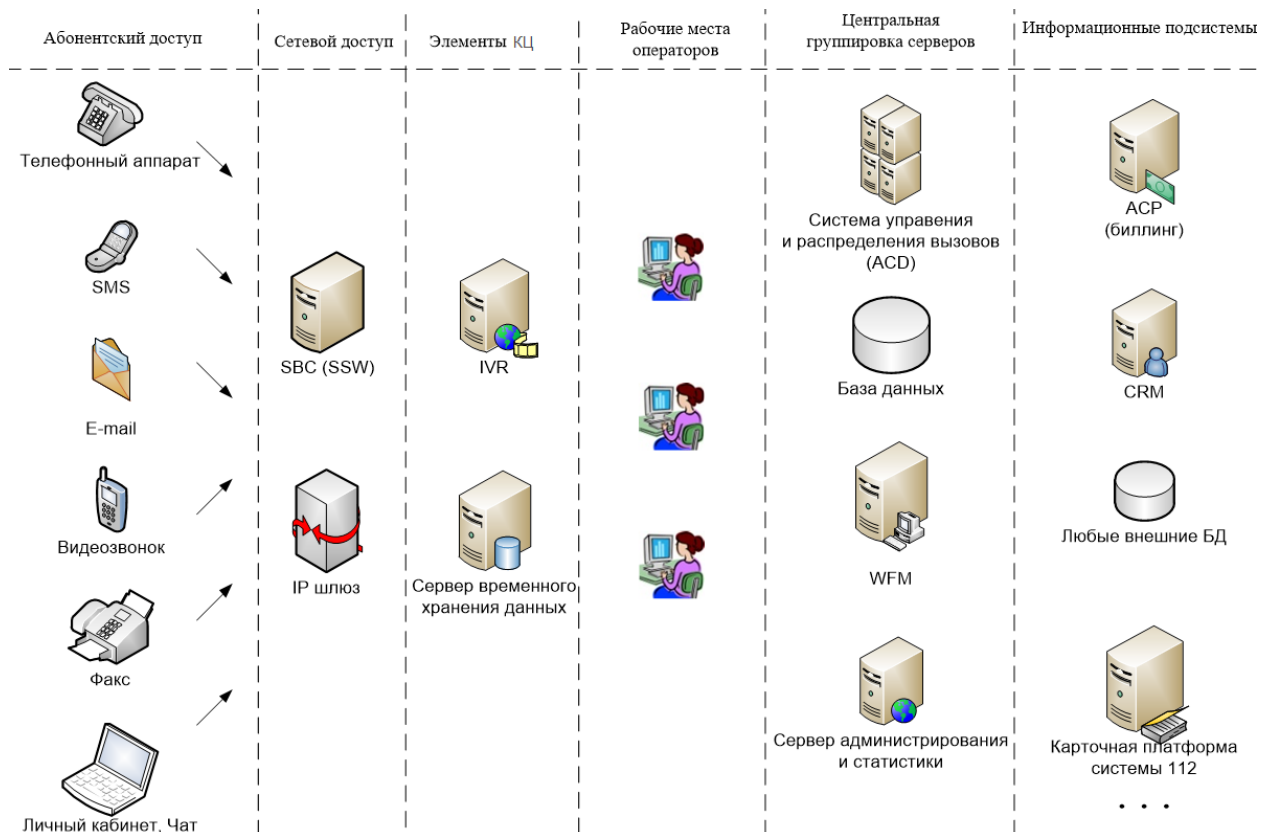 Абонентский доступ
Сетевой доступ
Элементы КЦ
Рабочие места
операторов
Центральная
группировка серверов
Информационные подсистемы
Телефонный аппарат
SMS
E-mail
Видеозвонок
Факс
Личный кабинет, Чат
SBC (SSW)
IP шлюз
IVR
Сервер временного
хранения данных
Система управения
и распределения вызовов
(ACD)
База данных
WFM
Сервер администрирования
и статистики
АСР
(биллинг)
CRM
Любые внешние БД
Карточная платформа
системы 112
. . .